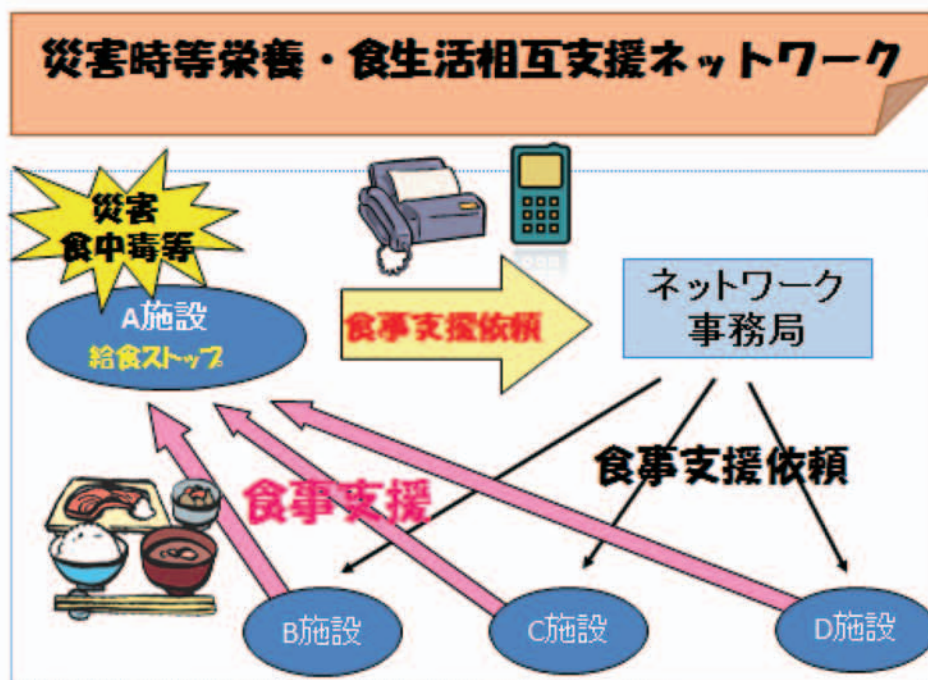 災害時等栄養・食生活相互支援ネットワーク
災害
食中毒等
A施設
給食ストップ
食事支援依頼
ネットワーク
事務局
食事支援依頼
食事支援
B施設
C施設
D施設